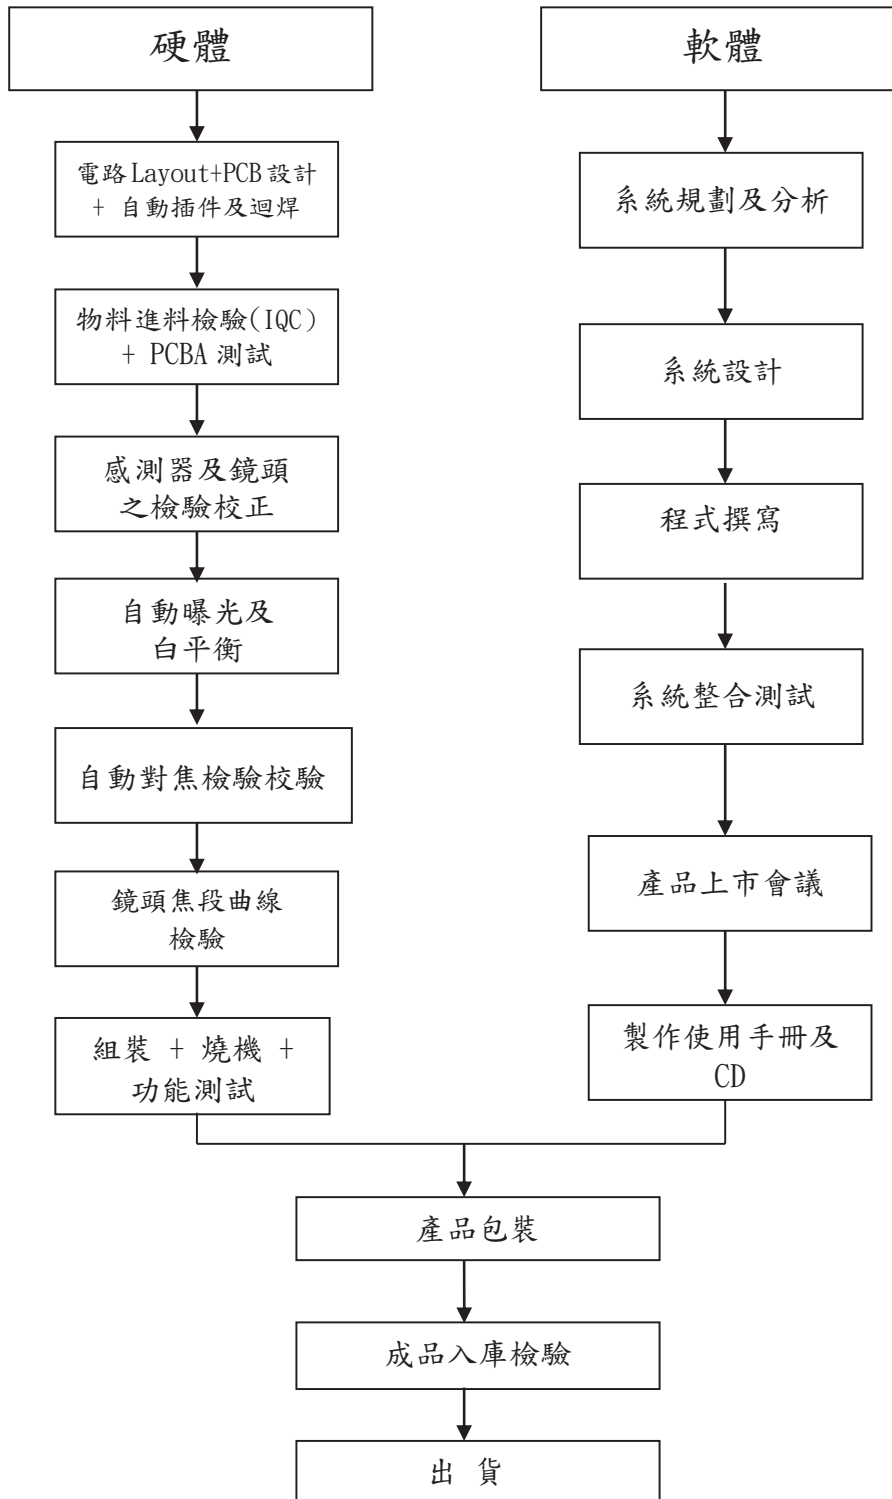 硬體
電路Layout+PCB設計
+ 自動插件及迴焊
物料進料檢驗(IQC)
+ PCBA測試
感測器及鏡頭
之檢驗校正
自動曝光及
白平衡
自動對焦檢驗校驗
鏡頭焦段曲線
檢驗
組裝 + 燒機 +
功能測試
軟體
系統規劃及分析
系統設計
程式撰寫
系統整合測試
產品上市會議
製作使用手冊及
CD
產品包裝
成品入庫檢驗
出 貨